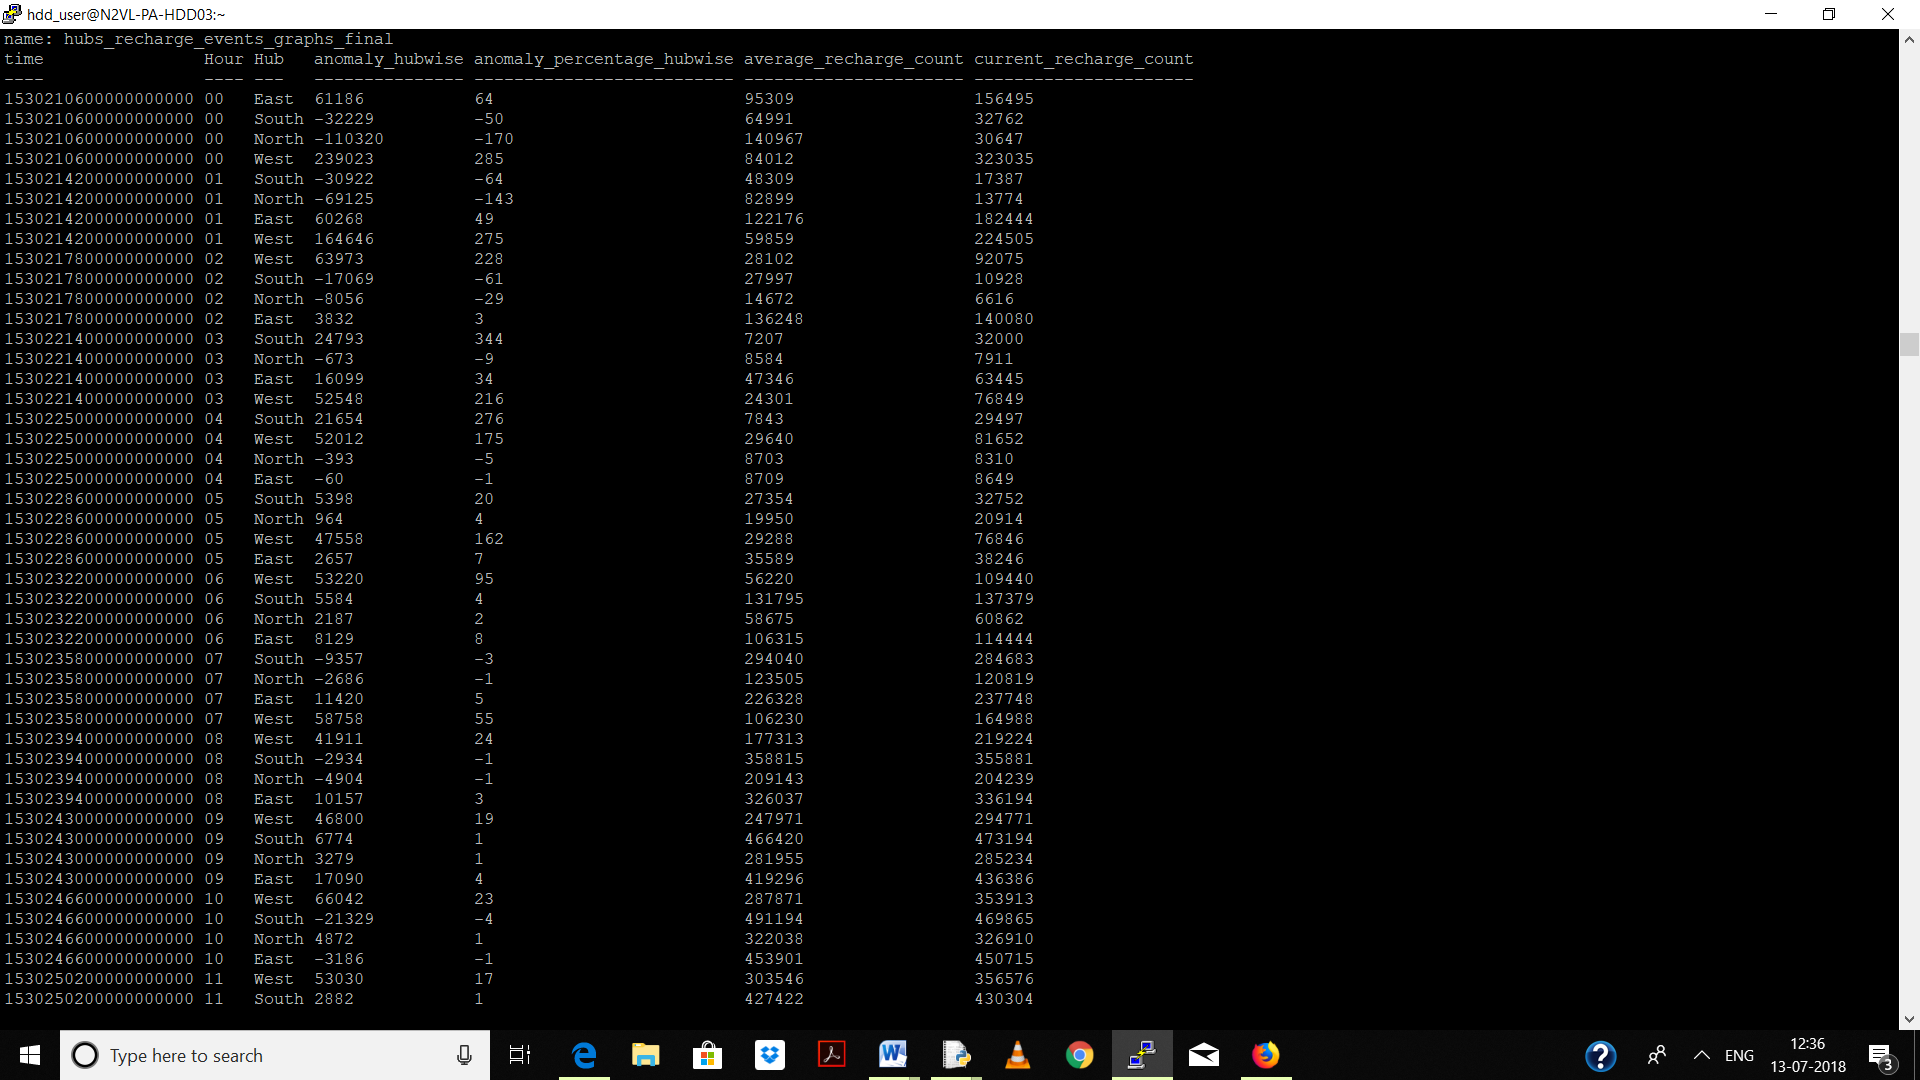 hdd_user@N2VL-PA-HDD03:~
name: hubs_recharge_events_graphs_final
time Hour Hub anomaly_hubwise anomaly_percentage_hubwise average_recharge_count current_recharge_count
---- ---- --- --------------- -------------------------- ---------------------- ----------------------
1530210600000000000 00 East 61186 64 95309 156495
1530210600000000000 00 South -32229 -50 64991 32762
1530210600000000000 00 North -110320 -170 140967 30647
1530210600000000000 00 West 239023 285 84012 323035
1530214200000000000 01 South -30922 -64 48309 17387
1530214200000000000 01 North -69125 -143 82899 13774
1530214200000000000 01 East 60268 49 122176 182444
1530214200000000000 01 West 164646 275 59859 224505
1530217800000000000 02 West 63973 228 28102 92075
1530217800000000000 02 South -17069 -61 27997 10928
1530217800000000000 02 North -8056 -29 14672 6616
1530217800000000000 02 East 3832 3 136248 140080
1530221400000000000 03 South 24793 344 7207 32000
1530221400000000000 03 North -673 -9 8584 7911
1530221400000000000 03 East 16099 34 47346 63445
1530221400000000000 03 West 52548 216 24301 76849
1530225000000000000 04 South 21654 276 7843 29497
1530225000000000000 04 West 52012 175 29640 81652
1530225000000000000 04 North -393 -5 8703 8310
1530225000000000000 04 East -60 -1 8709 8649
1530228600000000000 05 South 5398 20 27354 32752
1530228600000000000 05 North 964 4 19950 20914
1530228600000000000 05 West 47558 162 29288 76846
1530228600000000000 05 East 2657 7 35589 38246
1530232200000000000 06 West 53220 95 56220 109440
1530232200000000000 06 South 5584 4 131795 137379
1530232200000000000 06 North 2187 2 58675 60862
1530232200000000000 06 East 8129 8 106315 114444
1530235800000000000 07 South -9357 -3 294040 284683
1530235800000000000 07 North -2686 -1 123505 120819
1530235800000000000 07 East 11420 5 226328 237748
1530235800000000000 07 West 58758 55 106230 164988
1530239400000000000 08 West 41911 24 177313 219224
1530239400000000000 08 South -2934 -1 358815 355881
1530239400000000000 08 North -4904 -1 209143 204239
1530239400000000000 08 East 10157 3 326037 336194
1530243000000000000 09 West 46800 19 247971 294771
1530243000000000000 09 South 6774 1 466420 473194
1530243000000000000 09 North 3279 1 281955 285234
1530243000000000000 09 East 17090 4 419296 436386
1530246600000000000 10 West 66042 23 287871 353913
1530246600000000000 10 South -21329 -4 491194 469865
1530246600000000000 10 North 4872 1 322038 326910
1530246600000000000 10 East -3186 -1 453901 450715
1530250200000000000 11 West 53030 17 303546 356576
1530250200000000000 11 South 2882 1 427422 430304
Type here to search
ENG
12:36
13-07-2018
3